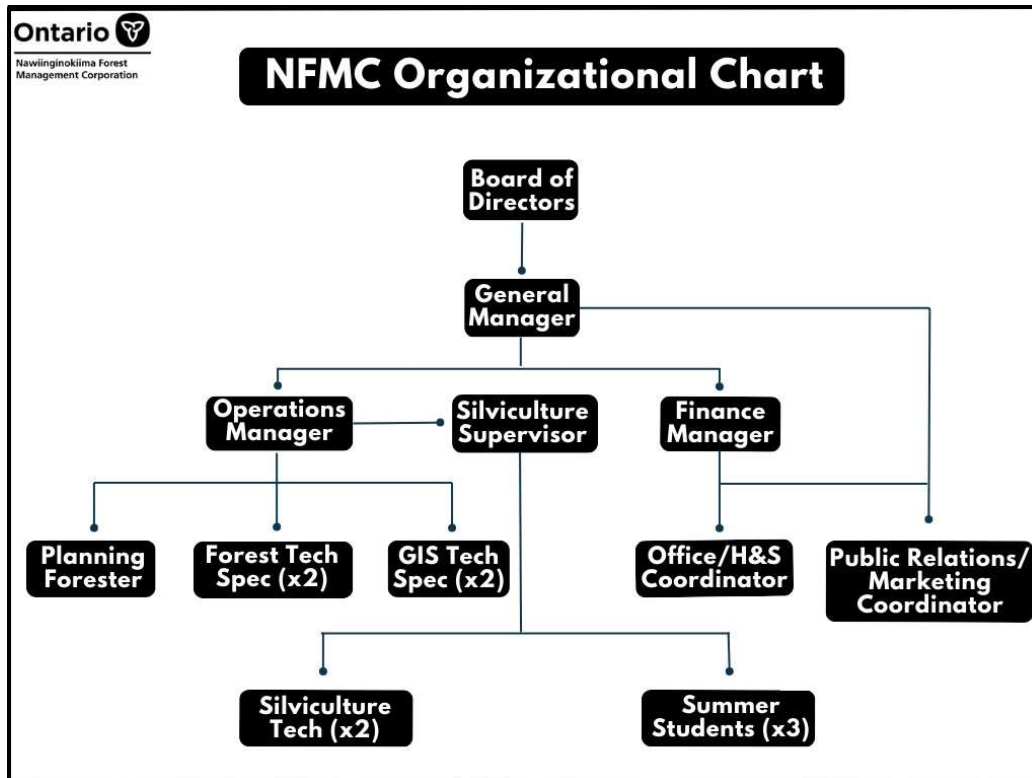 Ontario
Nawiinginokiima Forest
Management Corporation
NFMC Organizational Chart
Board of
Directors
General
Manager
Operations
Manager
Silviculture
Supervisor
Finance
Manager
Planning
Forester
Forest Tech
Spec (x2)
GIS Tech
Spec (x2)
Office/H&S
Coordinator
Public Relations/
Marketing
Coordinator
Silviculture
Tech (x2)
Summer
Students (x3)